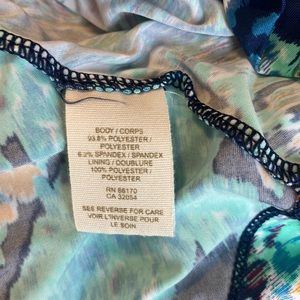 BODY / CORPS
93.8% POLYESTER /
POLYESTER
6.2% SPANDEX / SPANDEX
LINING / DOUBLURE
100% POLYESTER /
POLYESTER
RN 66170
CA 32054
SEE REVERSE FOR CARE
VOIR L'INVERSE POUR
LE SOIN